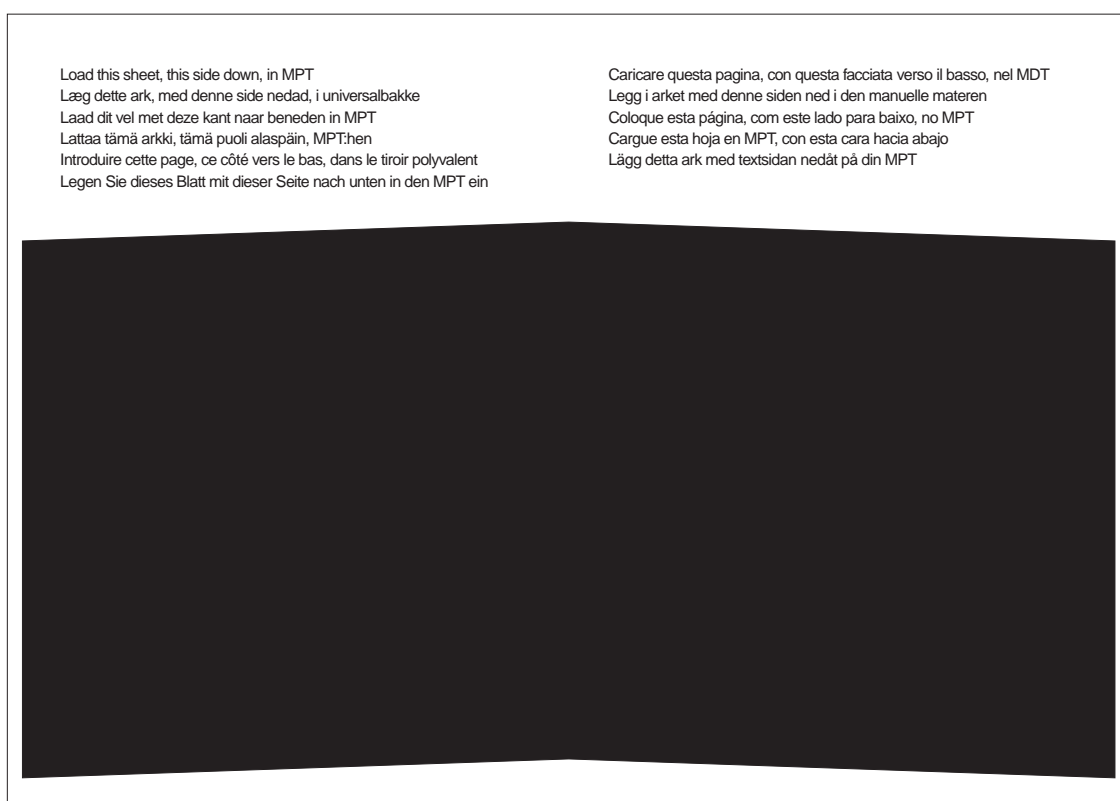 Load this sheet, this side down, in MPT
Læg dette ark, med denne side nedad, i universalbakke
Laad dit vel met deze kant naar beneden in MPT
Lattaa tämä arkki, tämä puoli alaspäin, MPT:hen
Introduire cette page, ce côté vers le bas, dans le tiroir polyvalent
Legen Sie dieses Blatt mit dieser Seite nach unten in den MPT ein
Caricare questa pagina, con questa facciata verso il basso, nel MDT
Legg i arket med denne siden ned i den manuelle materen
Coloque esta página, com este lado para baixo, no MPT
Cargue esta hoja en MPT, con esta cara hacia abajo
Lägg detta ark med textsidan nedåt på din MPT